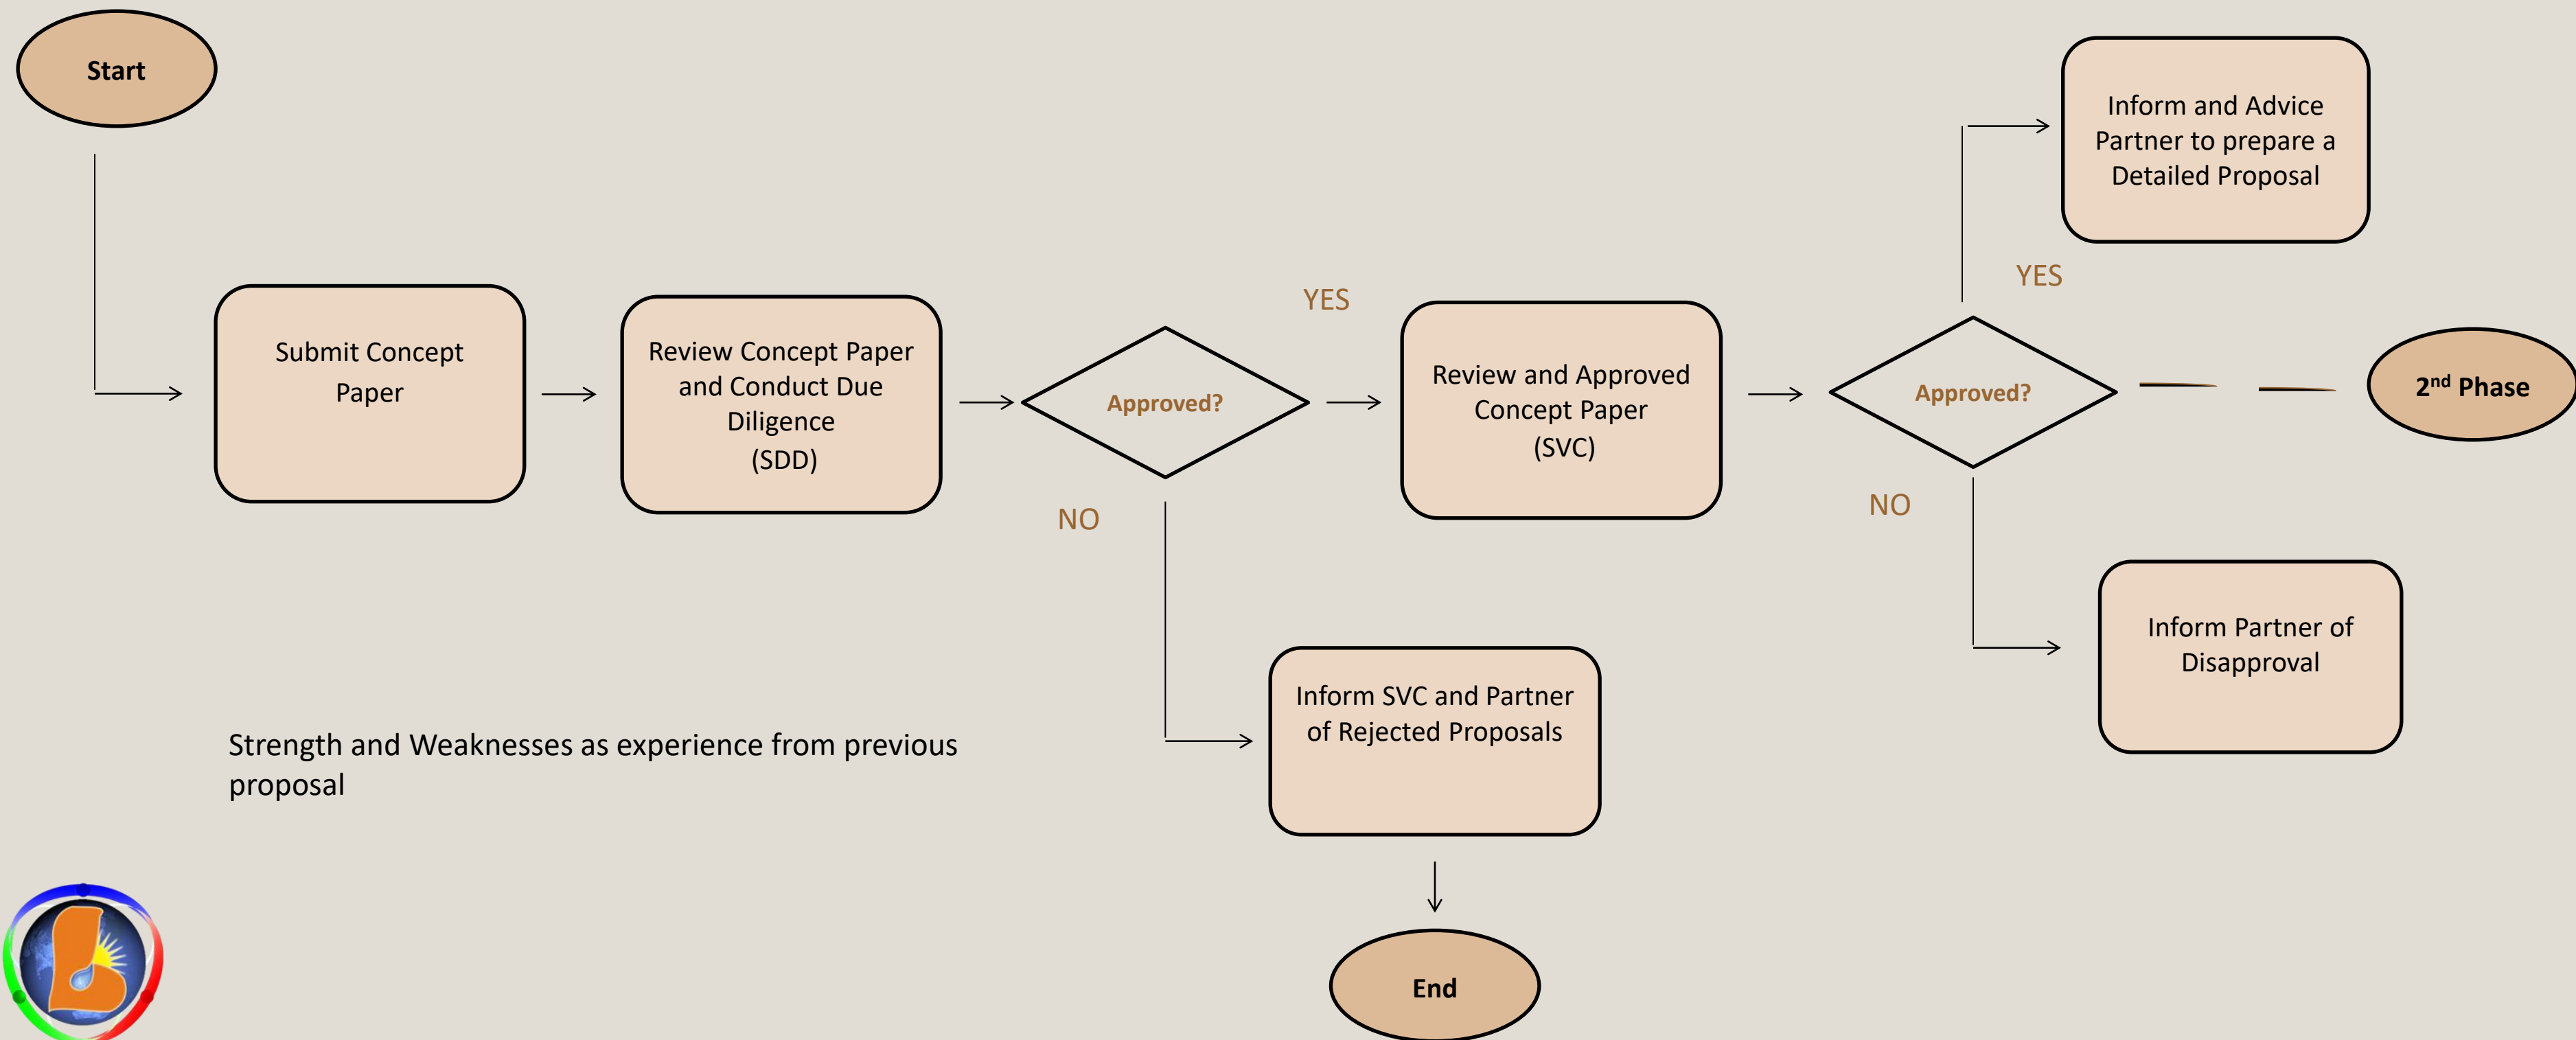 Start
Submit Concept
Paper
Review Concept Paper
and Conduct Due
Diligence
(SDD)
Approved?
YES
NO
Review and Approved
Concept Paper
(SVC)
Approved?
YES
NO
Inform and Advice
Partner to prepare a
Detailed Proposal
2nd Phase
Inform Partner of
Disapproval
Inform SVC and Partner
of Rejected Proposals
End
Strength and Weaknesses as experience from previous
proposal